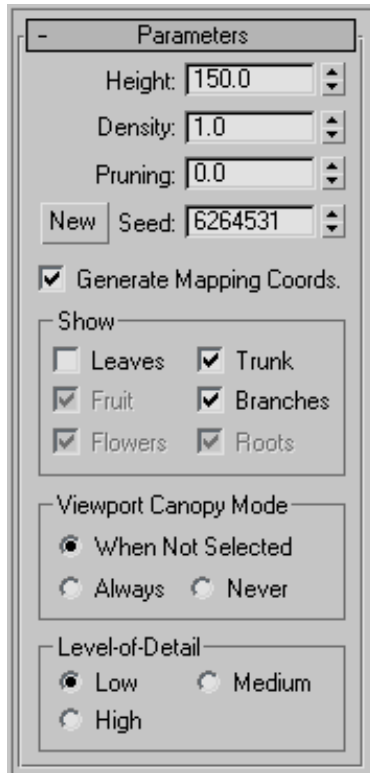 - Parameters
Height: 150.0
Density: 1.0
Pruning: 0.0
New Seed: 6264531
Generate Mapping Coords.
Show
Leaves Trunk
Fruit Branches
Flowers Roots
Viewport Canopy Mode
When Not Selected
Always Never
Level-of-Detail
Low Medium
High